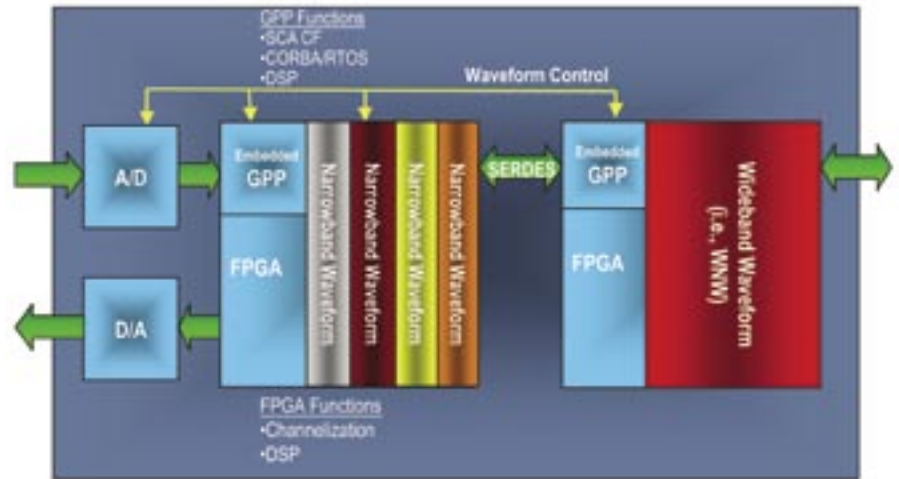 GPP Functions
•SCA CF
•CORBA/RTOS
•DSP
Waveform Control
A/D
Embedded
GPP
FPGA
Narrowband Waveform
Narrowband Waveform
Narrowband Waveform
Narrowband Waveform
SERDES
Embedded
GPP
FPGA
Wideband Waveform
(i.e., WNW)
D/A
FPGA Functions
•Channelization
•DSP